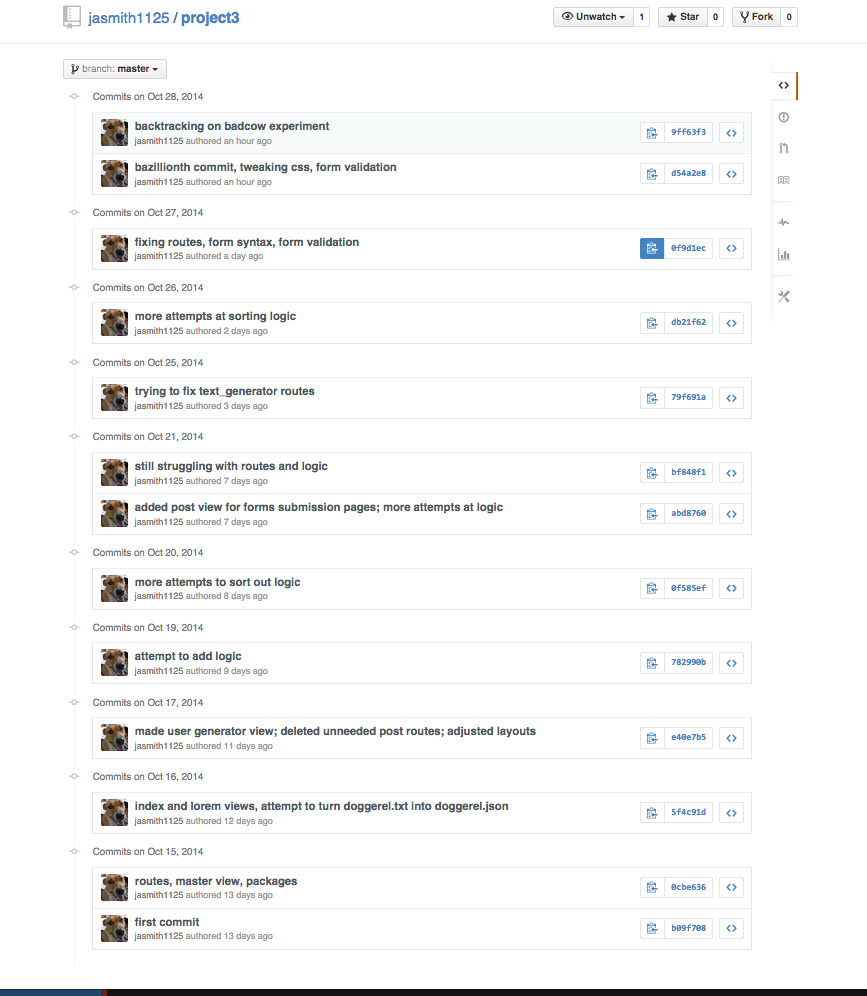 jasmith1125 / project3
Unwatch 1 Star 0 Fork 0
branch: master
Commits on Oct 28, 2014
backtracking on badcow experiment
jasmith1125 authored an hour ago
9ff63f3
bazillionth commit, tweaking css, form validation
jasmith1125 authored an hour ago
d54a2e8
Commits on Oct 27, 2014
fixing routes, form syntax, form validation
jasmith1125 authored a day ago
0f9d1ec
Commits on Oct 26, 2014
more attempts at sorting logic
jasmith1125 authored 2 days ago
db21f62
Commits on Oct 25, 2014
trying to fix text_generator routes
jasmith1125 authored 3 days ago
79f691a
Commits on Oct 21, 2014
still struggling with routes and logic
jasmith1125 authored 7 days ago
bf848f1
added post view for forms submission pages; more attempts at logic
jasmith1125 authored 7 days ago
abd8760
Commits on Oct 20, 2014
more attempts to sort out logic
jasmith1125 authored 8 days ago
0f585ef
Commits on Oct 19, 2014
attempt to add logic
jasmith1125 authored 9 days ago
782990b
Commits on Oct 17, 2014
made user generator view; deleted unneeded post routes; adjusted layouts
jasmith1125 authored 11 days ago
e40e7b5
Commits on Oct 16, 2014
index and lorem views, attempt to turn doggerel.txt into doggerel.json
jasmith1125 authored 12 days ago
5f4c91d
Commits on Oct 15, 2014
routes, master view, packages
jasmith1125 authored 13 days ago
0cbe636
first commit
jasmith1125 authored 13 days ago
b09f708